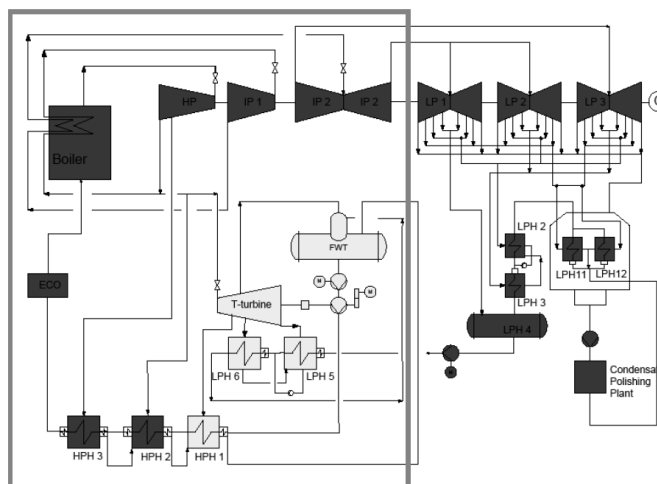 HP
IP 1
IP 2
IP 2
LP 1
LP 2
LP 3
G
Boiler
FWT
LPH 2
LPH11
LPH12
ECO
M
M
T-turbine
LPH 3
LPH 4
LPH 6
LPH 5
M
Condensa
Polishing
Plant
HPH 3
HPH 2
HPH 1